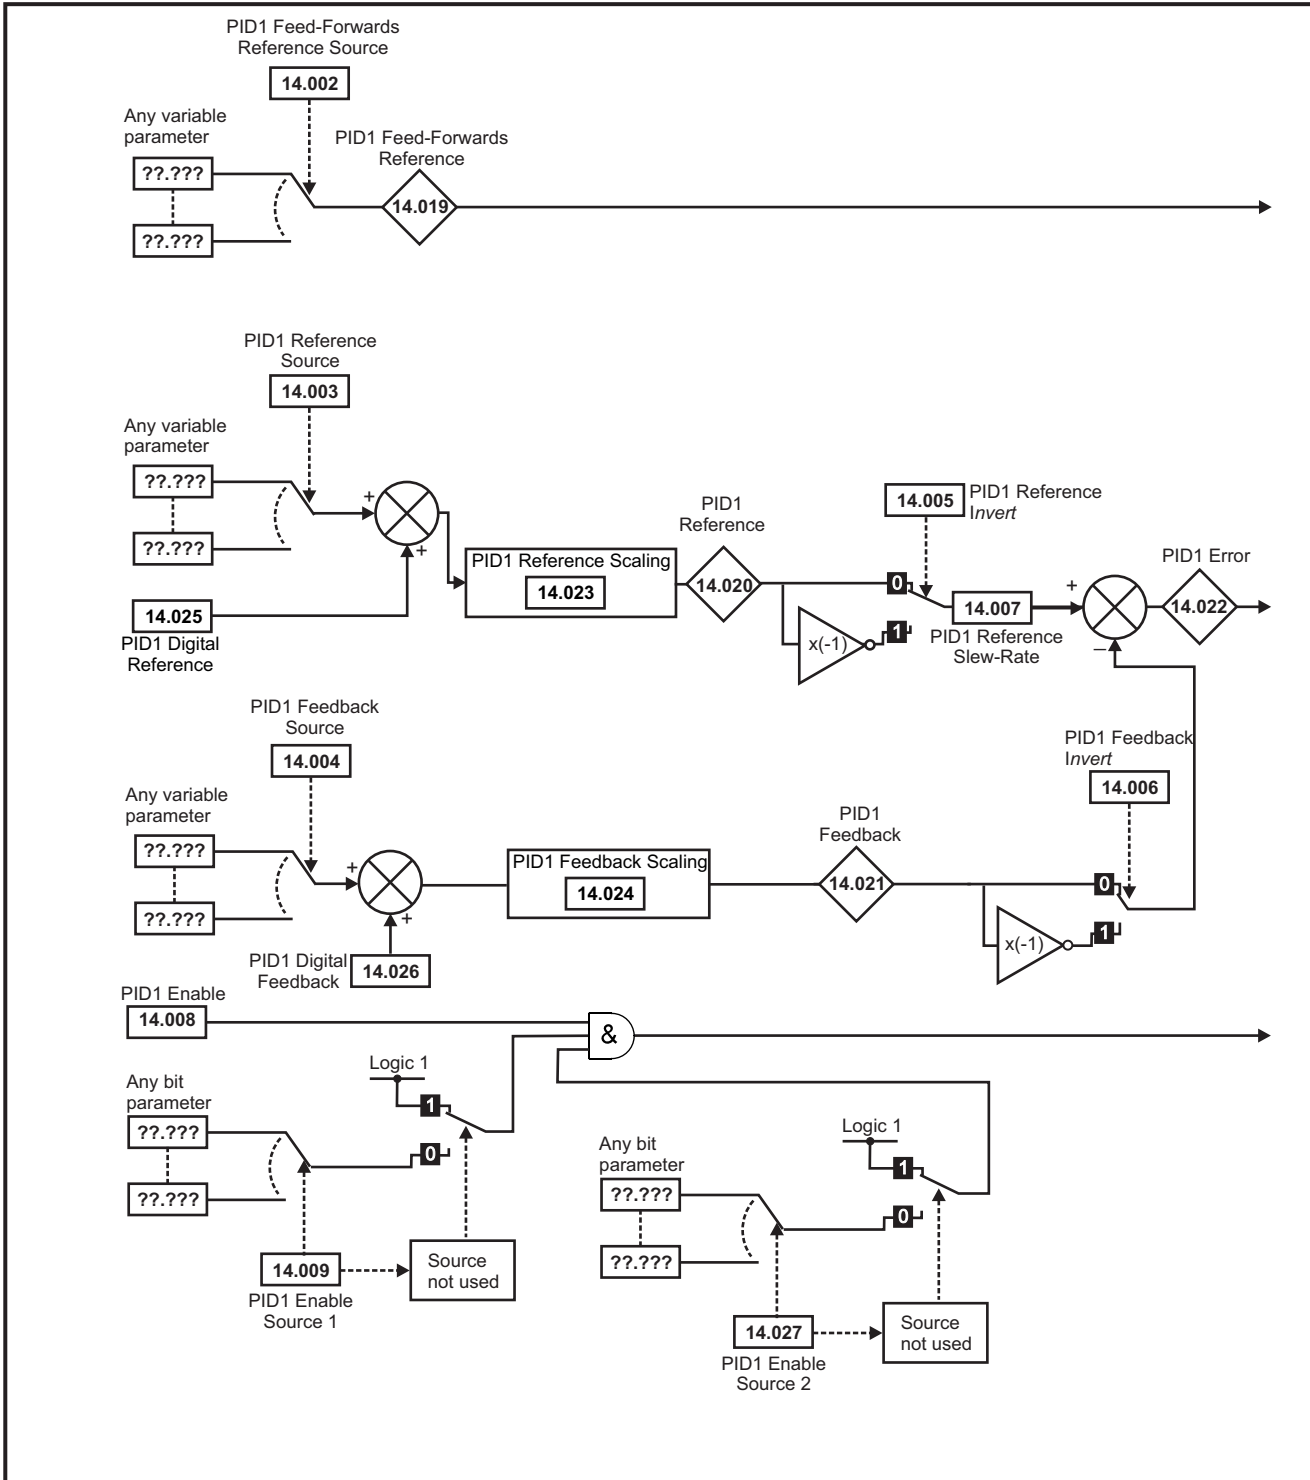 PID1 Feed-Forwards
Reference Source
14.002
Any variable
parameter
??.???
??.???
PID1 Feed-Forwards
Reference
14.019
PID1 Reference
Source
14.003
Any variable
parameter
??.???
??.???
+
+
14.025
PID1 Digital
Reference
PID1 Reference Scaling
14.023
PID1
Reference
14.020
x(-1)
0
1
14.005
PID1 Reference
Invert
14.007
PID1 Reference
Slew-Rate
+
–
PID1 Error
14.022
PID1 Feedback
Source
14.004
Any variable
parameter
??.???
??.???
+
+
PID1 Digital
Feedback
14.026
PID1 Feedback Scaling
14.024
PID1
Feedback
14.021
x(-1)
0
1
PID1 Feedback
Invert
14.006
PID1 Enable
14.008
&
Any bit
parameter
??.???
??.???
Logic 1
1
0
14.009
PID1 Enable
Source 1
Source
not used
Any bit
parameter
??.???
??.???
Logic 1
1
0
14.027
PID1 Enable
Source 2
Source
not used